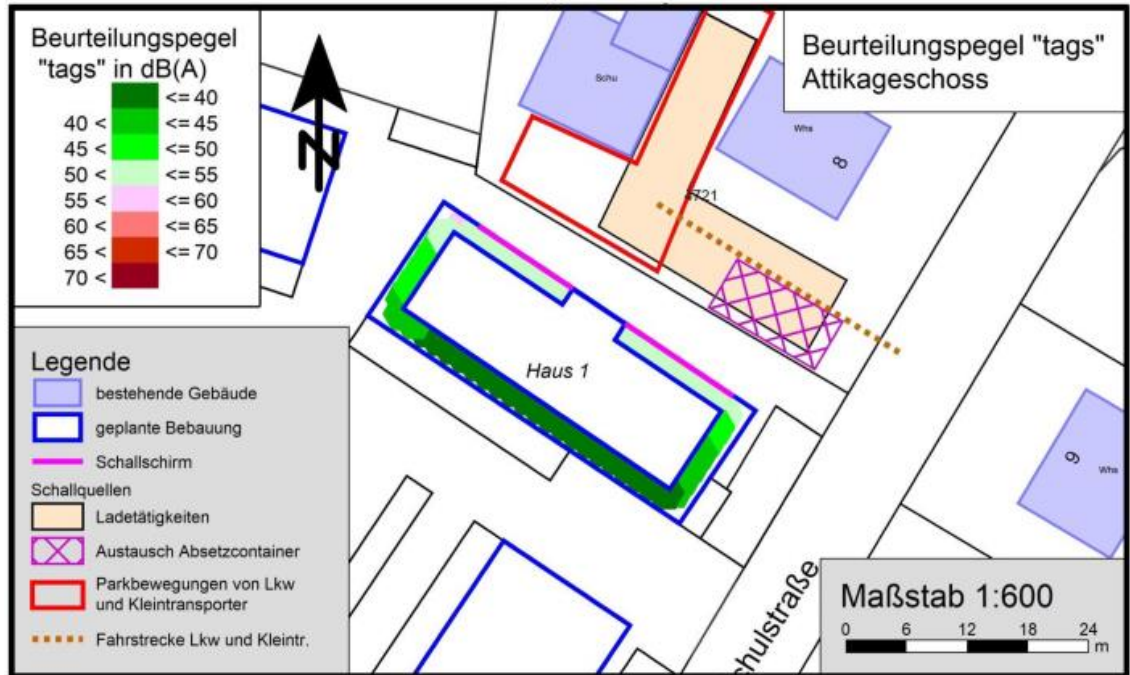 Beurteilungspegel
"tags" in dB(A)
<= 40
40 < <= 45
45 < <= 50
50 < <= 55
55 < <= 60
60 < <= 65
65 < <= 70
70 <
N
Beurteilungspegel "tags"
Attikageschoss
Schu
Whs
8
Haus 1
9
Whs
Legende
bestehende Gebäude
geplante Bebauung
Schallschirm
Schallquellen
Ladetätigkeiten
Austausch Absetzcontainer
Parkbewegungen von Lkw
und Kleintransporter
Fahrstrecke Lkw und Kleintr.
chulstraße
Maßstab 1:600
0 6 12 18 24
m